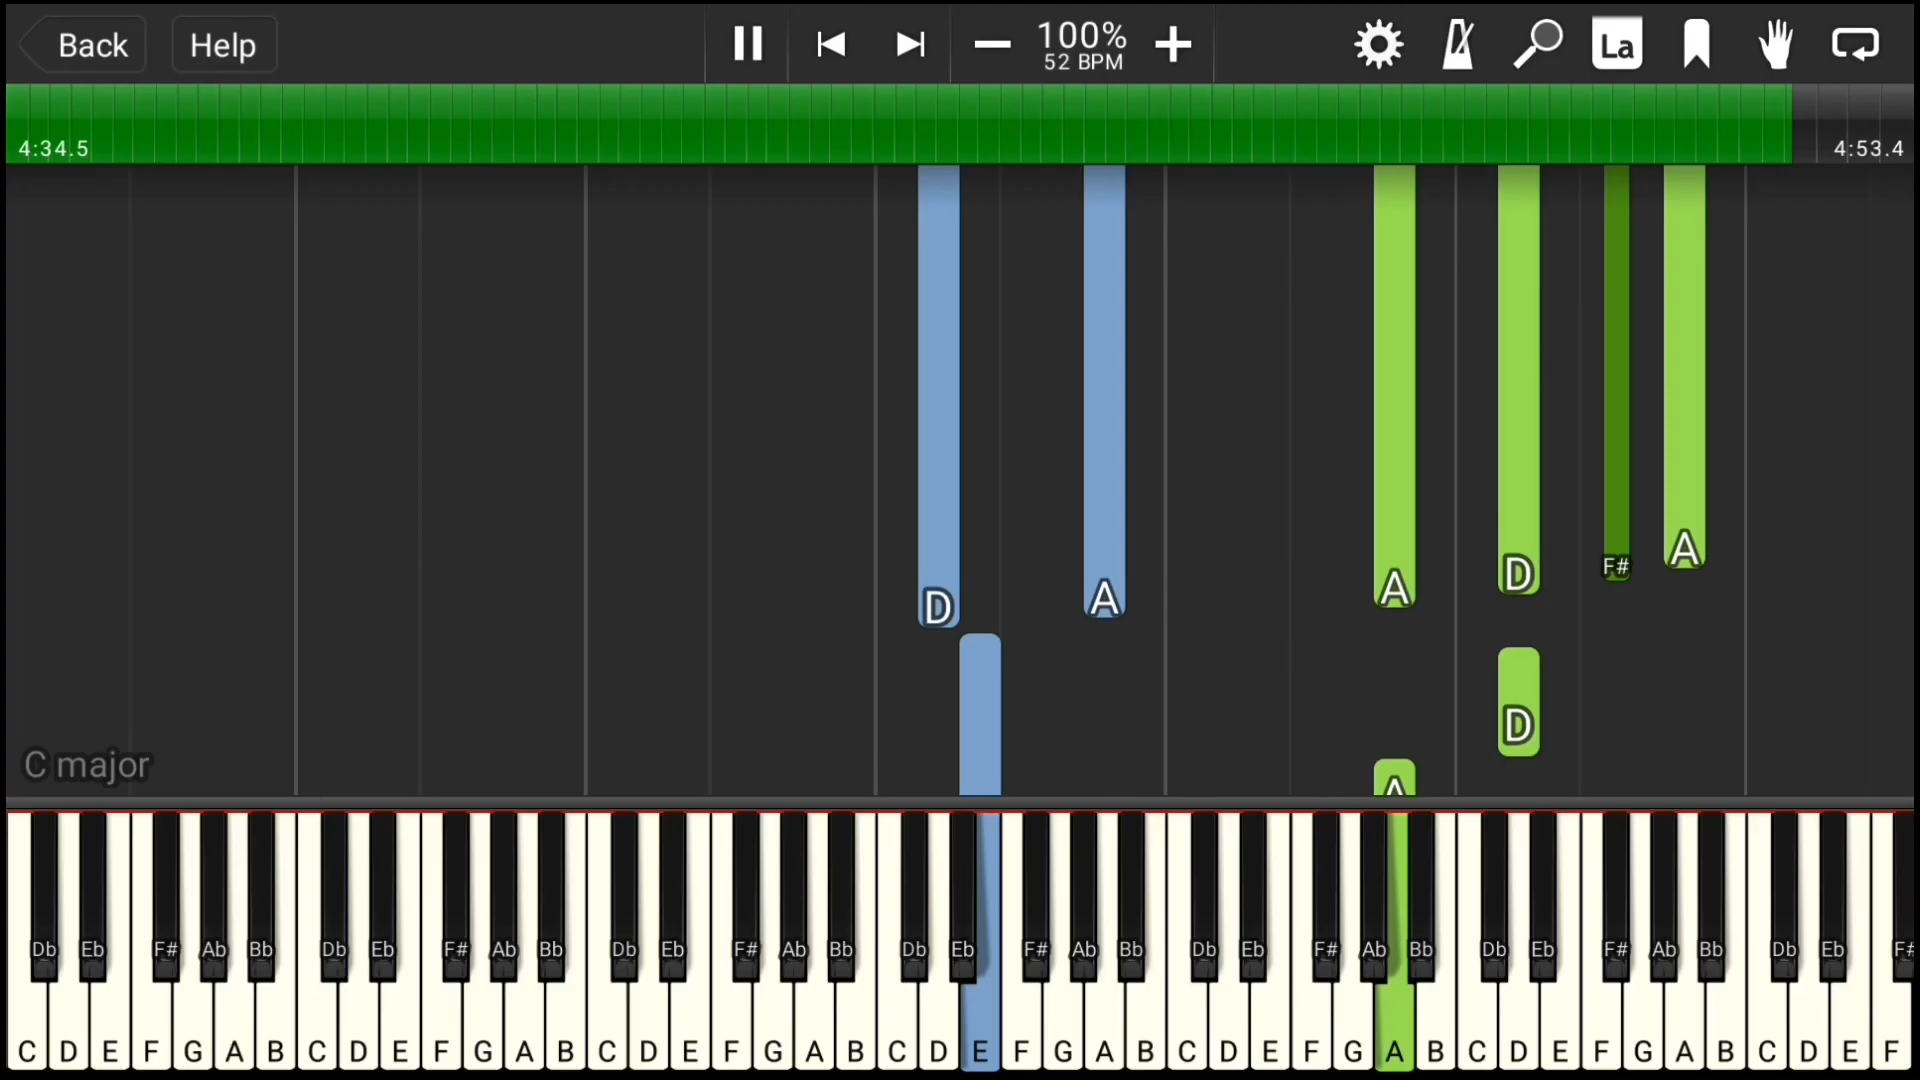 Back Help 100% La
52 BPM
4:34.5 4:53.4
F# A
D A
D A
D
C major
A
Db Eb F# Ab Bb Db Eb F# Ab Bb Db Eb F# Ab Bb Db Eb F# Ab Bb Db Eb F# Ab Bb Db Eb F# Ab Bb Db Eb F#
C D E F G A B C D E F G A B C D E F G A B C D E F G A B C D E F G A B C D E F G A B C D E F